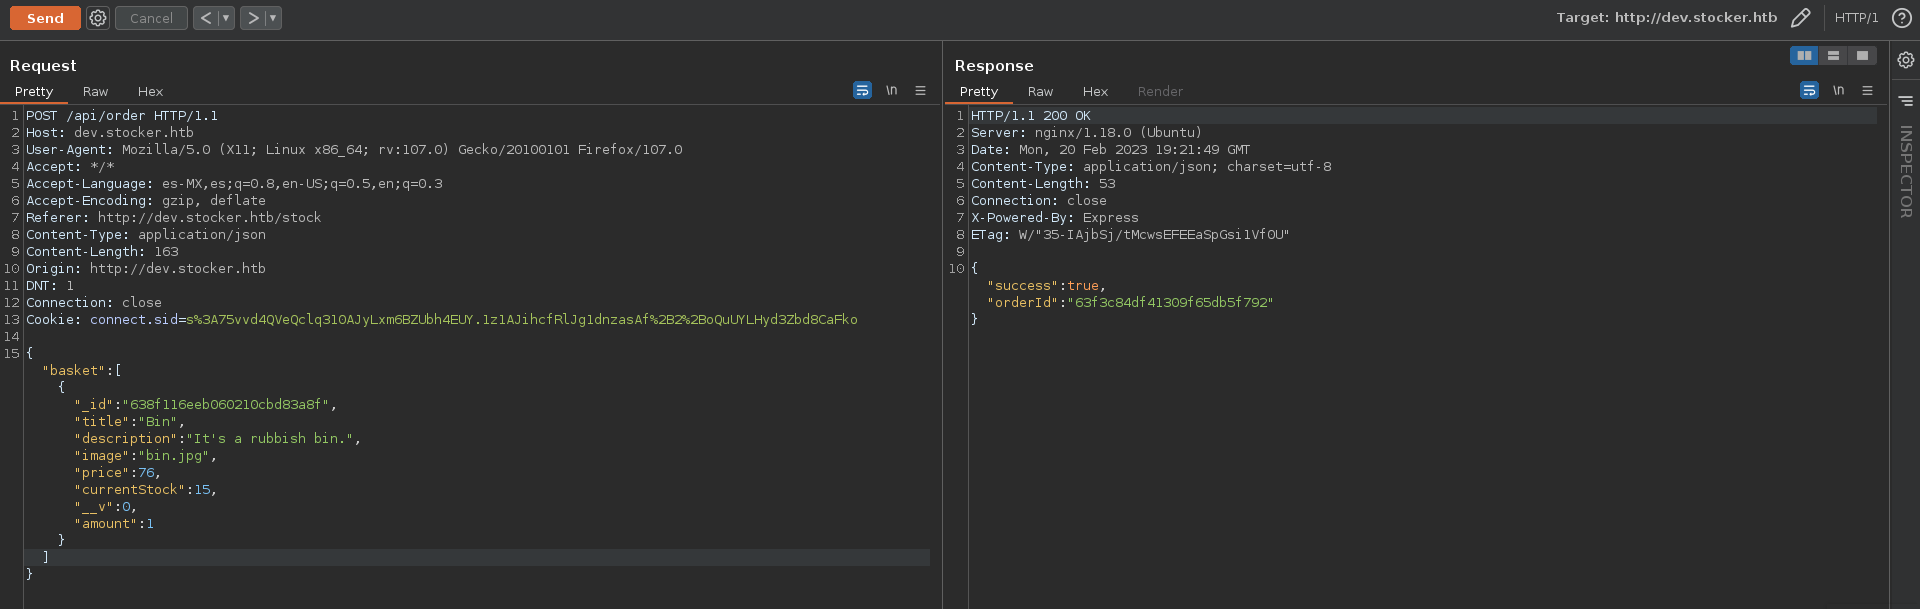 Send
Cancel
Target: http://dev.stocker.htb
HTTP/1
Request
Pretty Raw Hex
\n
1 POST /api/order HTTP/1.1
2 Host: dev.stocker.htb
3 User-Agent: Mozilla/5.0 (X11; Linux x86_64; rv:107.0) Gecko/20100101 Firefox/107.0
4 Accept: */*
5 Accept-Language: es-MX,es;q=0.8,en-US;q=0.5,en;q=0.3
6 Accept-Encoding: gzip, deflate
7 Referer: http://dev.stocker.htb/stock
8 Content-Type: application/json
9 Content-Length: 163
10 Origin: http://dev.stocker.htb
11 DNT: 1
12 Connection: close
13 Cookie: connect.sid=s%3A75vvd4QVeQclq310AJyLxm6BZUbh4EUY.1z1AJihcfRlJg1dnzasAf%2B2%2BoQuUYLHyd3Zbd8CaFko
14
15 {
"basket":[
{
"_id":"638f116eeb060210cbd83a8f",
"title":"Bin",
"description":"It's a rubbish bin.",
"image":"bin.jpg",
"price":76,
"currentStock":15,
"__v":0,
"amount":1
}
]
}
Response
Pretty Raw Hex Render
\n
1 HTTP/1.1 200 OK
2 Server: nginx/1.18.0 (Ubuntu)
3 Date: Mon, 20 Feb 2023 19:21:49 GMT
4 Content-Type: application/json; charset=utf-8
5 Content-Length: 53
6 Connection: close
7 X-Powered-By: Express
8 ETag: W/"35-IAjbSj/tMcwsEFEEaSpGsi1VfOU"
9
10 {
"success":true,
"orderId":"63f3c84df41309f65db5f792"
}
INSPECTOR